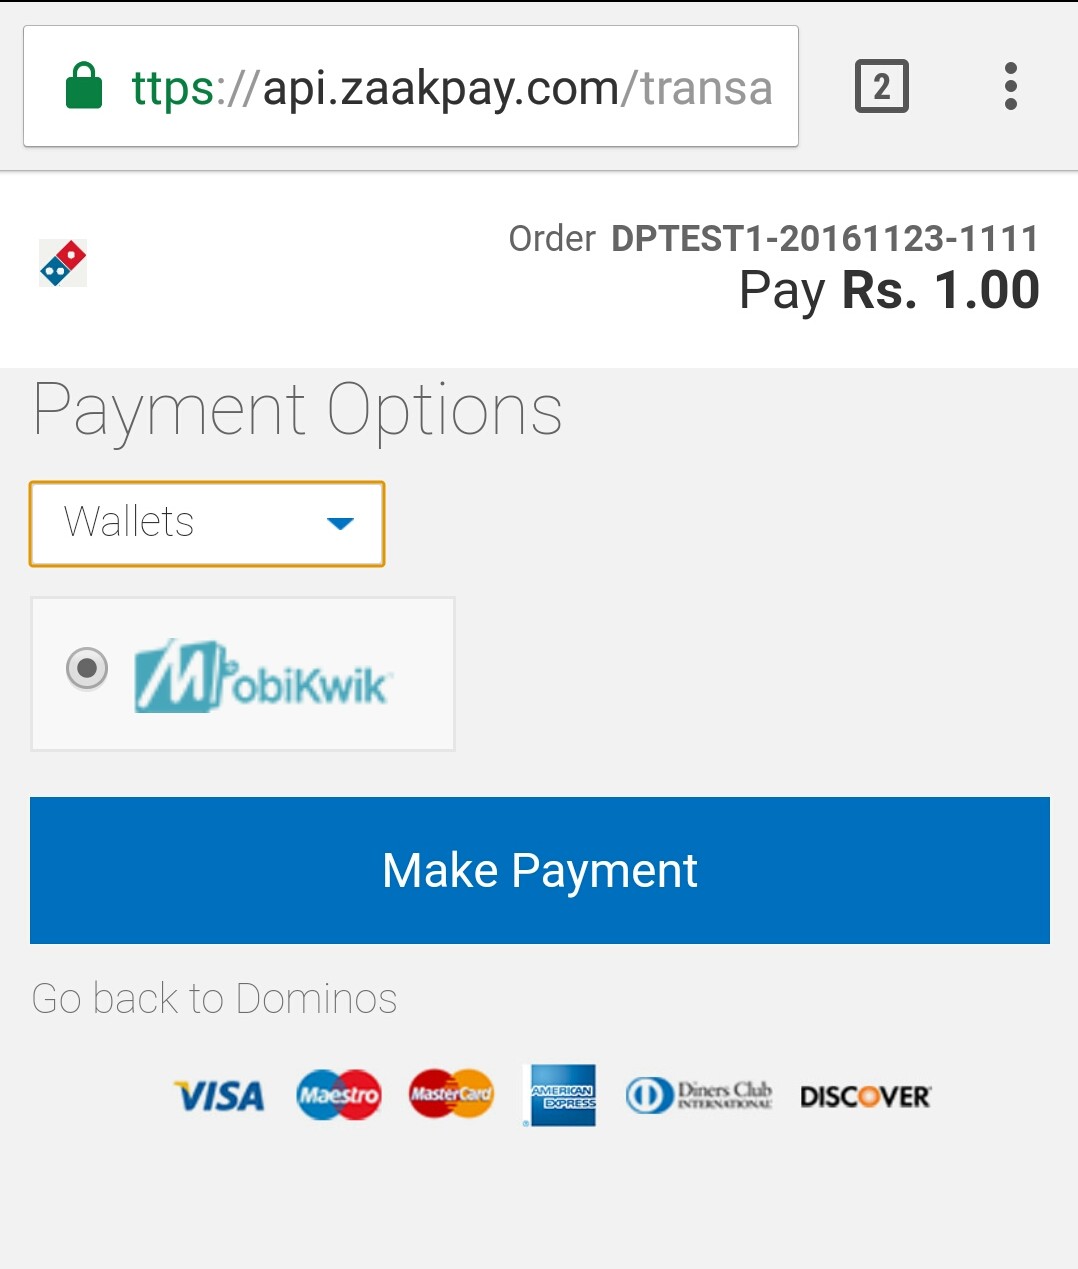 ttps://api.zaakpay.com/transa
2
Order DPTEST1-20161123-1111
Pay Rs. 1.00
Payment Options
Wallets
MobiKwik
Make Payment
Go back to Dominos
VISA Maestro MasterCard AMERICAN EXPRESS Diners Club INTERNATIONAL DISCOVER